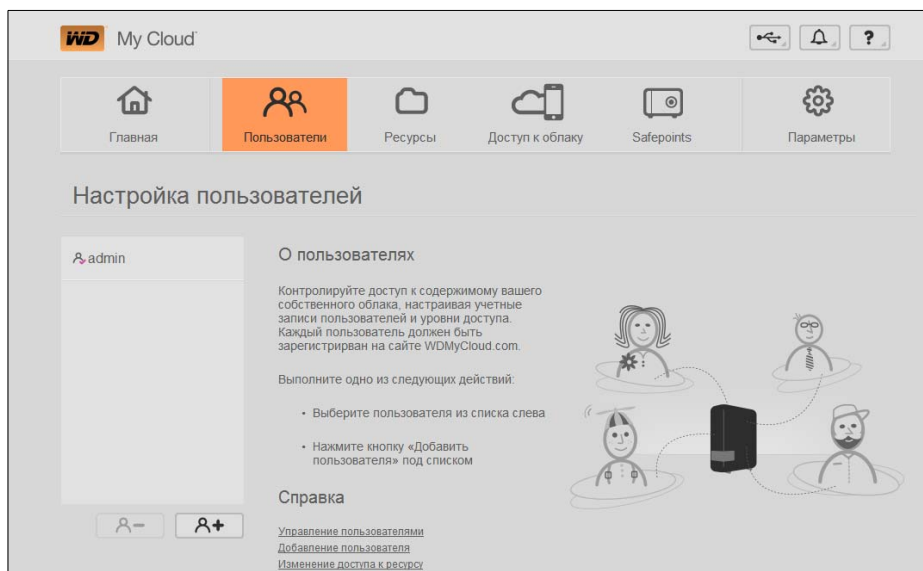 WD My Cloud
?
Главная
Пользователи
Ресурсы
Доступ к облаку
Safepoints
Параметры
Настройка пользователей
admin
О пользователях
Контролируйте доступ к содержимому вашего
собственного облака, настраивая учетные
записи пользователей и уровни доступа.
Каждый пользователь должен быть
зарегистрирван на сайте WDMyCloud.com.
Выполните одно из следующих действий:
• Выберите пользователя из списка слева
• Нажмите кнопку «Добавить
пользователя» под списком
Справка
Управление пользователями
Добавление пользователя
Изменение доступа к ресурсу